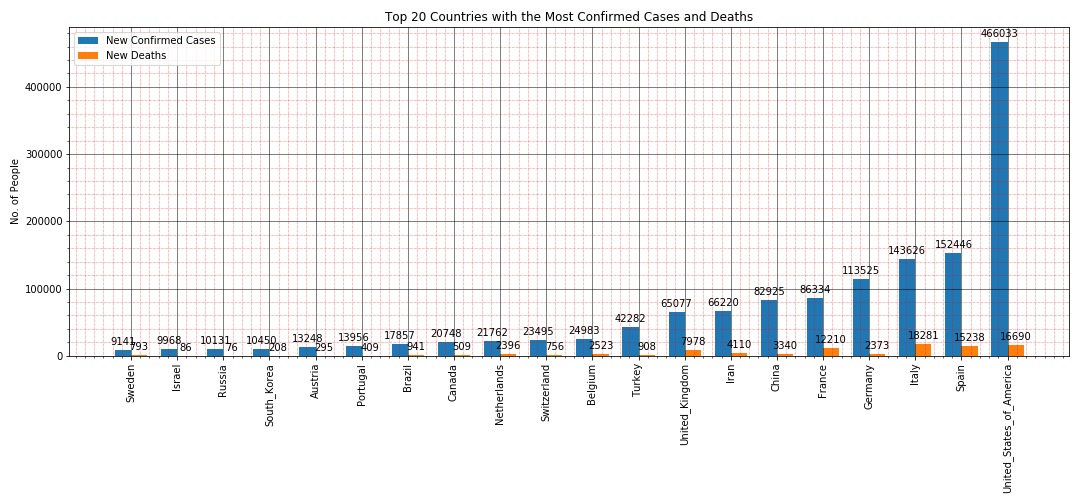 Top 20 Countries with the Most Confirmed Cases and Deaths
New Confirmed Cases
New Deaths
No. of People
400000
300000
200000
100000
0
9141
793
9968
86
10131
76
10450
208
13248
295
13956
409
17857
941
20748
509
21762
2396
23495
756
24983
2523
42282
908
65077
7978
66220
4110
82925
3340
86334
12210
113525
2373
143626
18281
152446
15238
466033
16690
Sweden
Israel
Russia
South_Korea
Austria
Portugal
Brazil
Canada
Netherlands
Switzerland
Belgium
Turkey
United_Kingdom
Iran
China
France
Germany
Italy
Spain
United_States_of_America